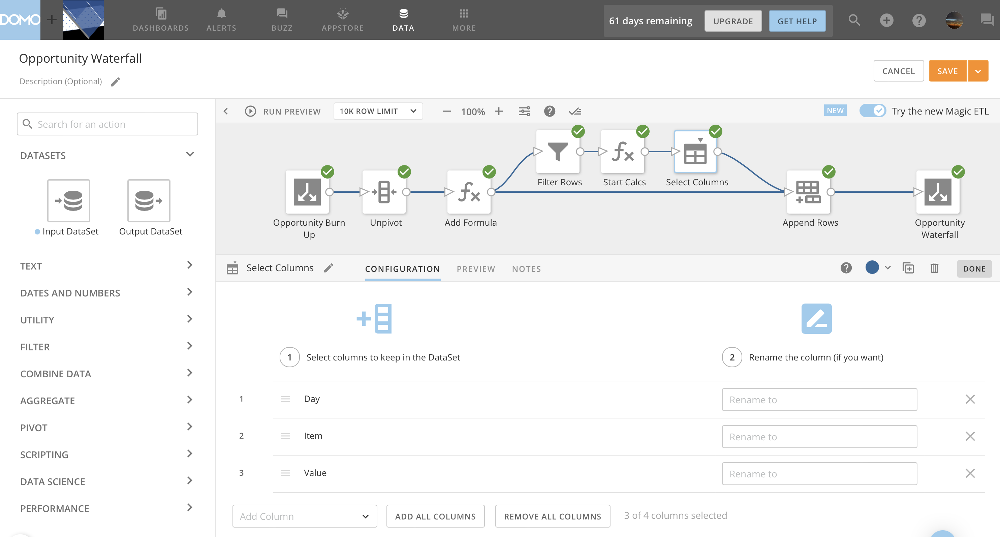 DOMO
DASHBOARDS
ALERTS
BUZZ
APPSTORE
DATA
MORE
61 days remaining
UPGRADE
GET HELP
Opportunity Waterfall
Description (Optional)
CANCEL
SAVE
Search for an action
DATASETS
Input DataSet
Output DataSet
TEXT
DATES AND NUMBERS
UTILITY
FILTER
COMBINE DATA
AGGREGATE
PIVOT
SCRIPTING
DATA SCIENCE
PERFORMANCE
RUN PREVIEW
10K ROW LIMIT
100%
NEW
Try the new Magic ETL
Filter Rows
Start Calcs
Select Columns
Opportunity Burn
Up
Unpivot
Add Formula
Append Rows
Opportunity
Waterfall
Select Columns
CONFIGURATION
PREVIEW
NOTES
DONE
1 Select columns to keep in the DataSet
2 Rename the column (if you want)
1 Day Rename to
2 Item Rename to
3 Value Rename to
Add Column
ADD ALL COLUMNS
REMOVE ALL COLUMNS
3 of 4 columns selected